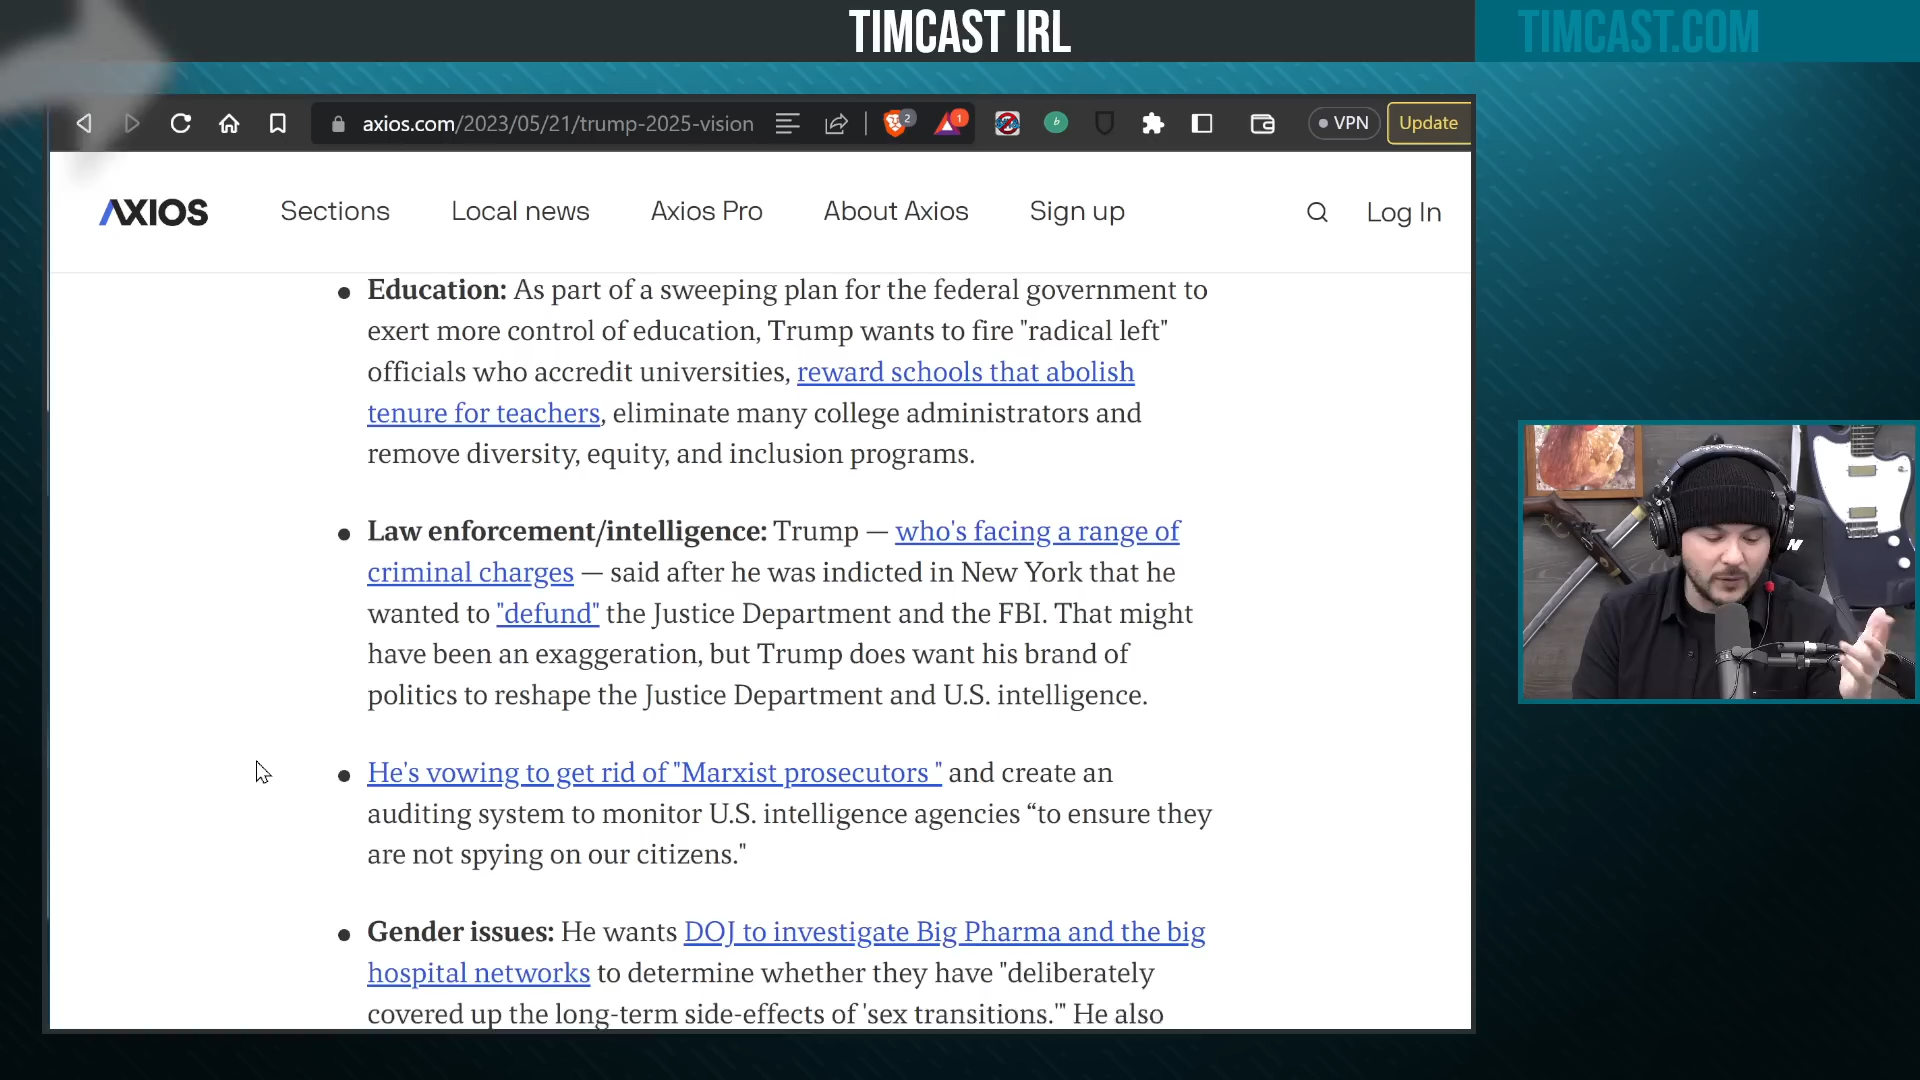 TIMCAST IRL
TIMCAST.COM
axios.com/2023/05/21/trump-2025-vision
2
1
b
VPN
Update
AXIOS
Sections
Local news
Axios Pro
About Axios
Sign up
Log In
Education: As part of a sweeping plan for the federal government to
exert more control of education, Trump wants to fire "radical left"
officials who accredit universities, reward schools that abolish
tenure for teachers, eliminate many college administrators and
remove diversity, equity, and inclusion programs.
Law enforcement/intelligence: Trump — who's facing a range of
criminal charges — said after he was indicted in New York that he
wanted to "defund" the Justice Department and the FBI. That might
have been an exaggeration, but Trump does want his brand of
politics to reshape the Justice Department and U.S. intelligence.
He's vowing to get rid of "Marxist prosecutors " and create an
auditing system to monitor U.S. intelligence agencies “to ensure they
are not spying on our citizens."
Gender issues: He wants DOJ to investigate Big Pharma and the big
hospital networks to determine whether they have "deliberately
covered up the long-term side-effects of 'sex transitions.'" He also